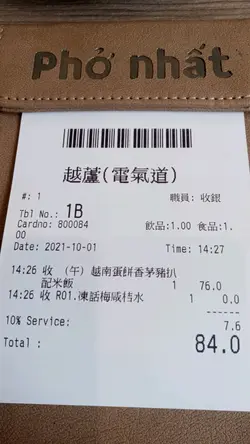 Phở nhất
越蘆(電氣道)
#: 1 職員: 收銀
Tbl No.: 1B
Cardno: 800084 飲品:1.00 食品:1.
00
Date: 2021-10-01 Time: 14:27
14:26 收 (午) 越南蛋餅香茅豬扒
配米飯 1 76.0
14:26 收 R01.凍話梅咸桔水
1 0.0
10% Service: 7.6
Total : 84.0